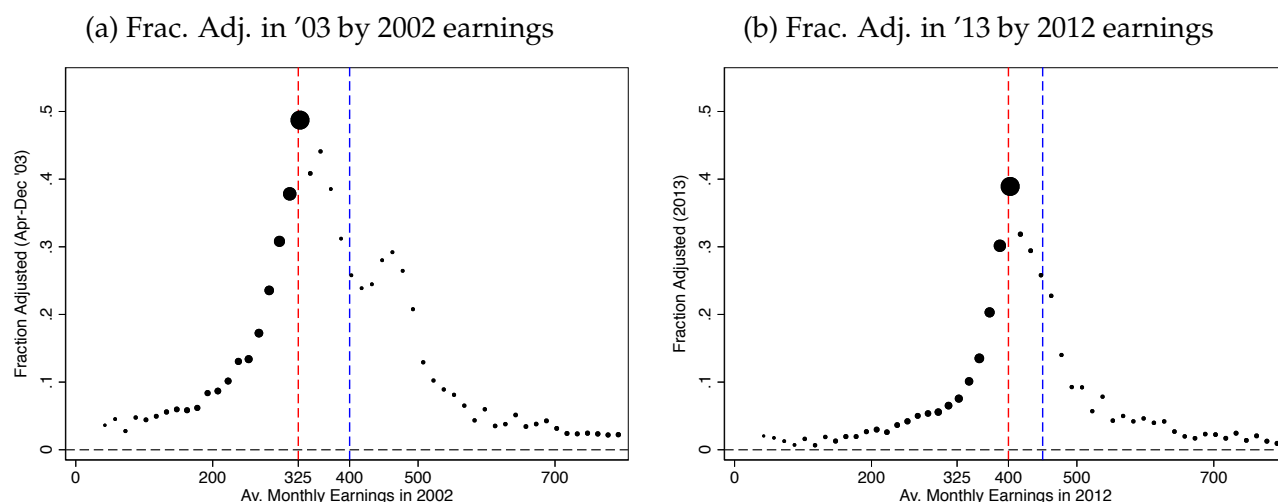 (a) Frac. Adj. in ’03 by 2002 earnings
Fraction Adjusted (Apr-Dec '03)
.5
.4
.3
.2
.1
0
0 200 325 400 500 700
Av. Monthly Earnings in 2002
(b) Frac. Adj. in ’13 by 2012 earnings
Fraction Adjusted (2013)
.5
.4
.3
.2
.1
0
0 200 325 400 500 700
Av. Monthly Earnings in 2012